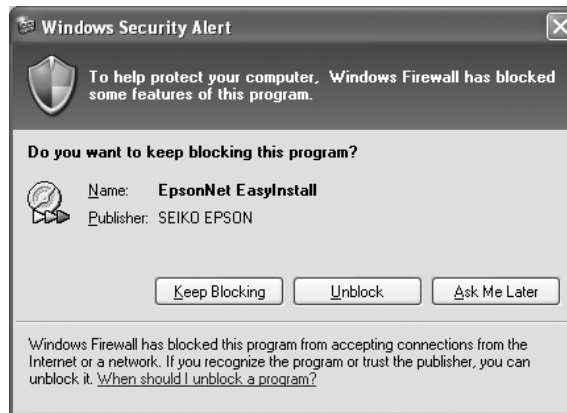 Windows Security Alert
To help protect your computer, Windows Firewall has blocked
some features of this program.
Do you want to keep blocking this program?
Name: EpsonNet EasyInstall
Publisher: SEIKO EPSON
Keep Blocking Unblock Ask Me Later
Windows Firewall has blocked this program from accepting connections from the
Internet or a network. If you recognize the program or trust the publisher, you can
unblock it. When should I unblock a program?